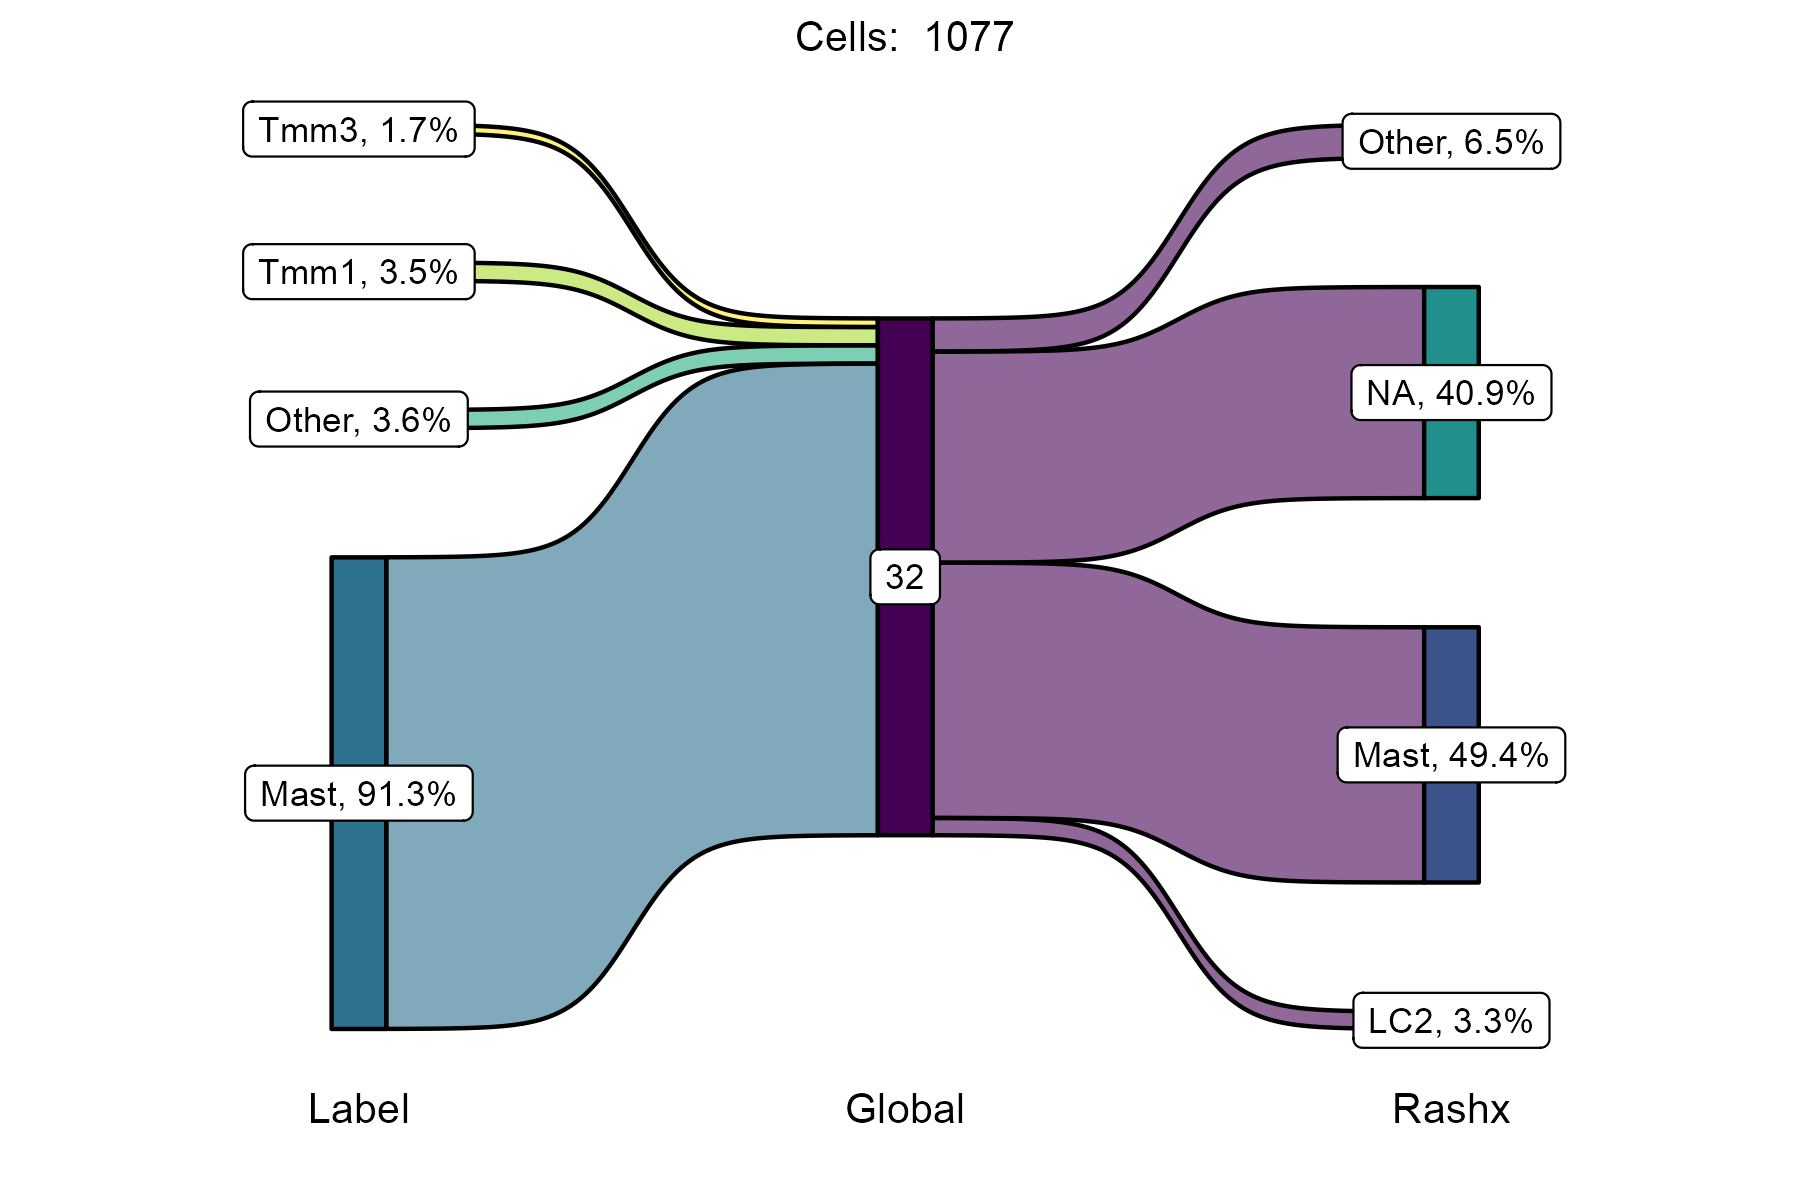 Cells:  1077
Tmm3, 1.7%
Other, 6.5%
Tmm1, 3.5%
NA, 40.9%
Other, 3.6%
32
Mast, 49.4%
Mast, 91.3%
LC2, 3.3%
Label
Global
Rashx